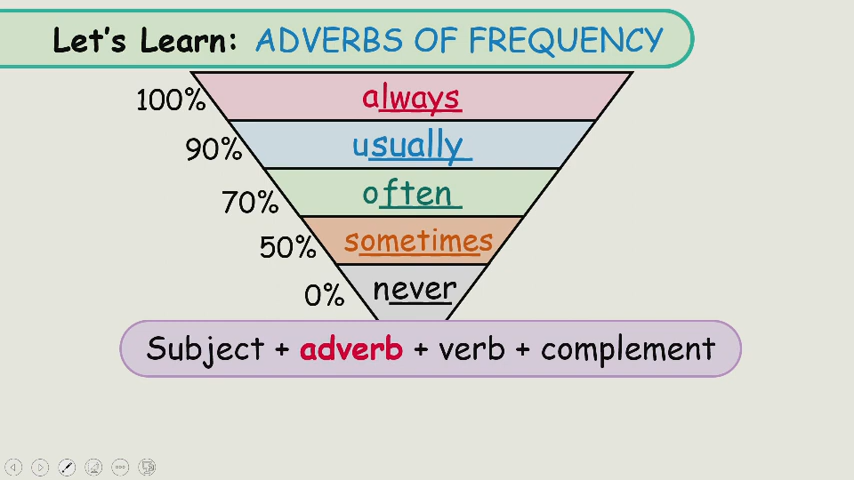 Let's Learn: ADVERBS OF FREQUENCY
100% always
90% usually
70% often
50% sometimes
0% never
Subject + adverb + verb + complement